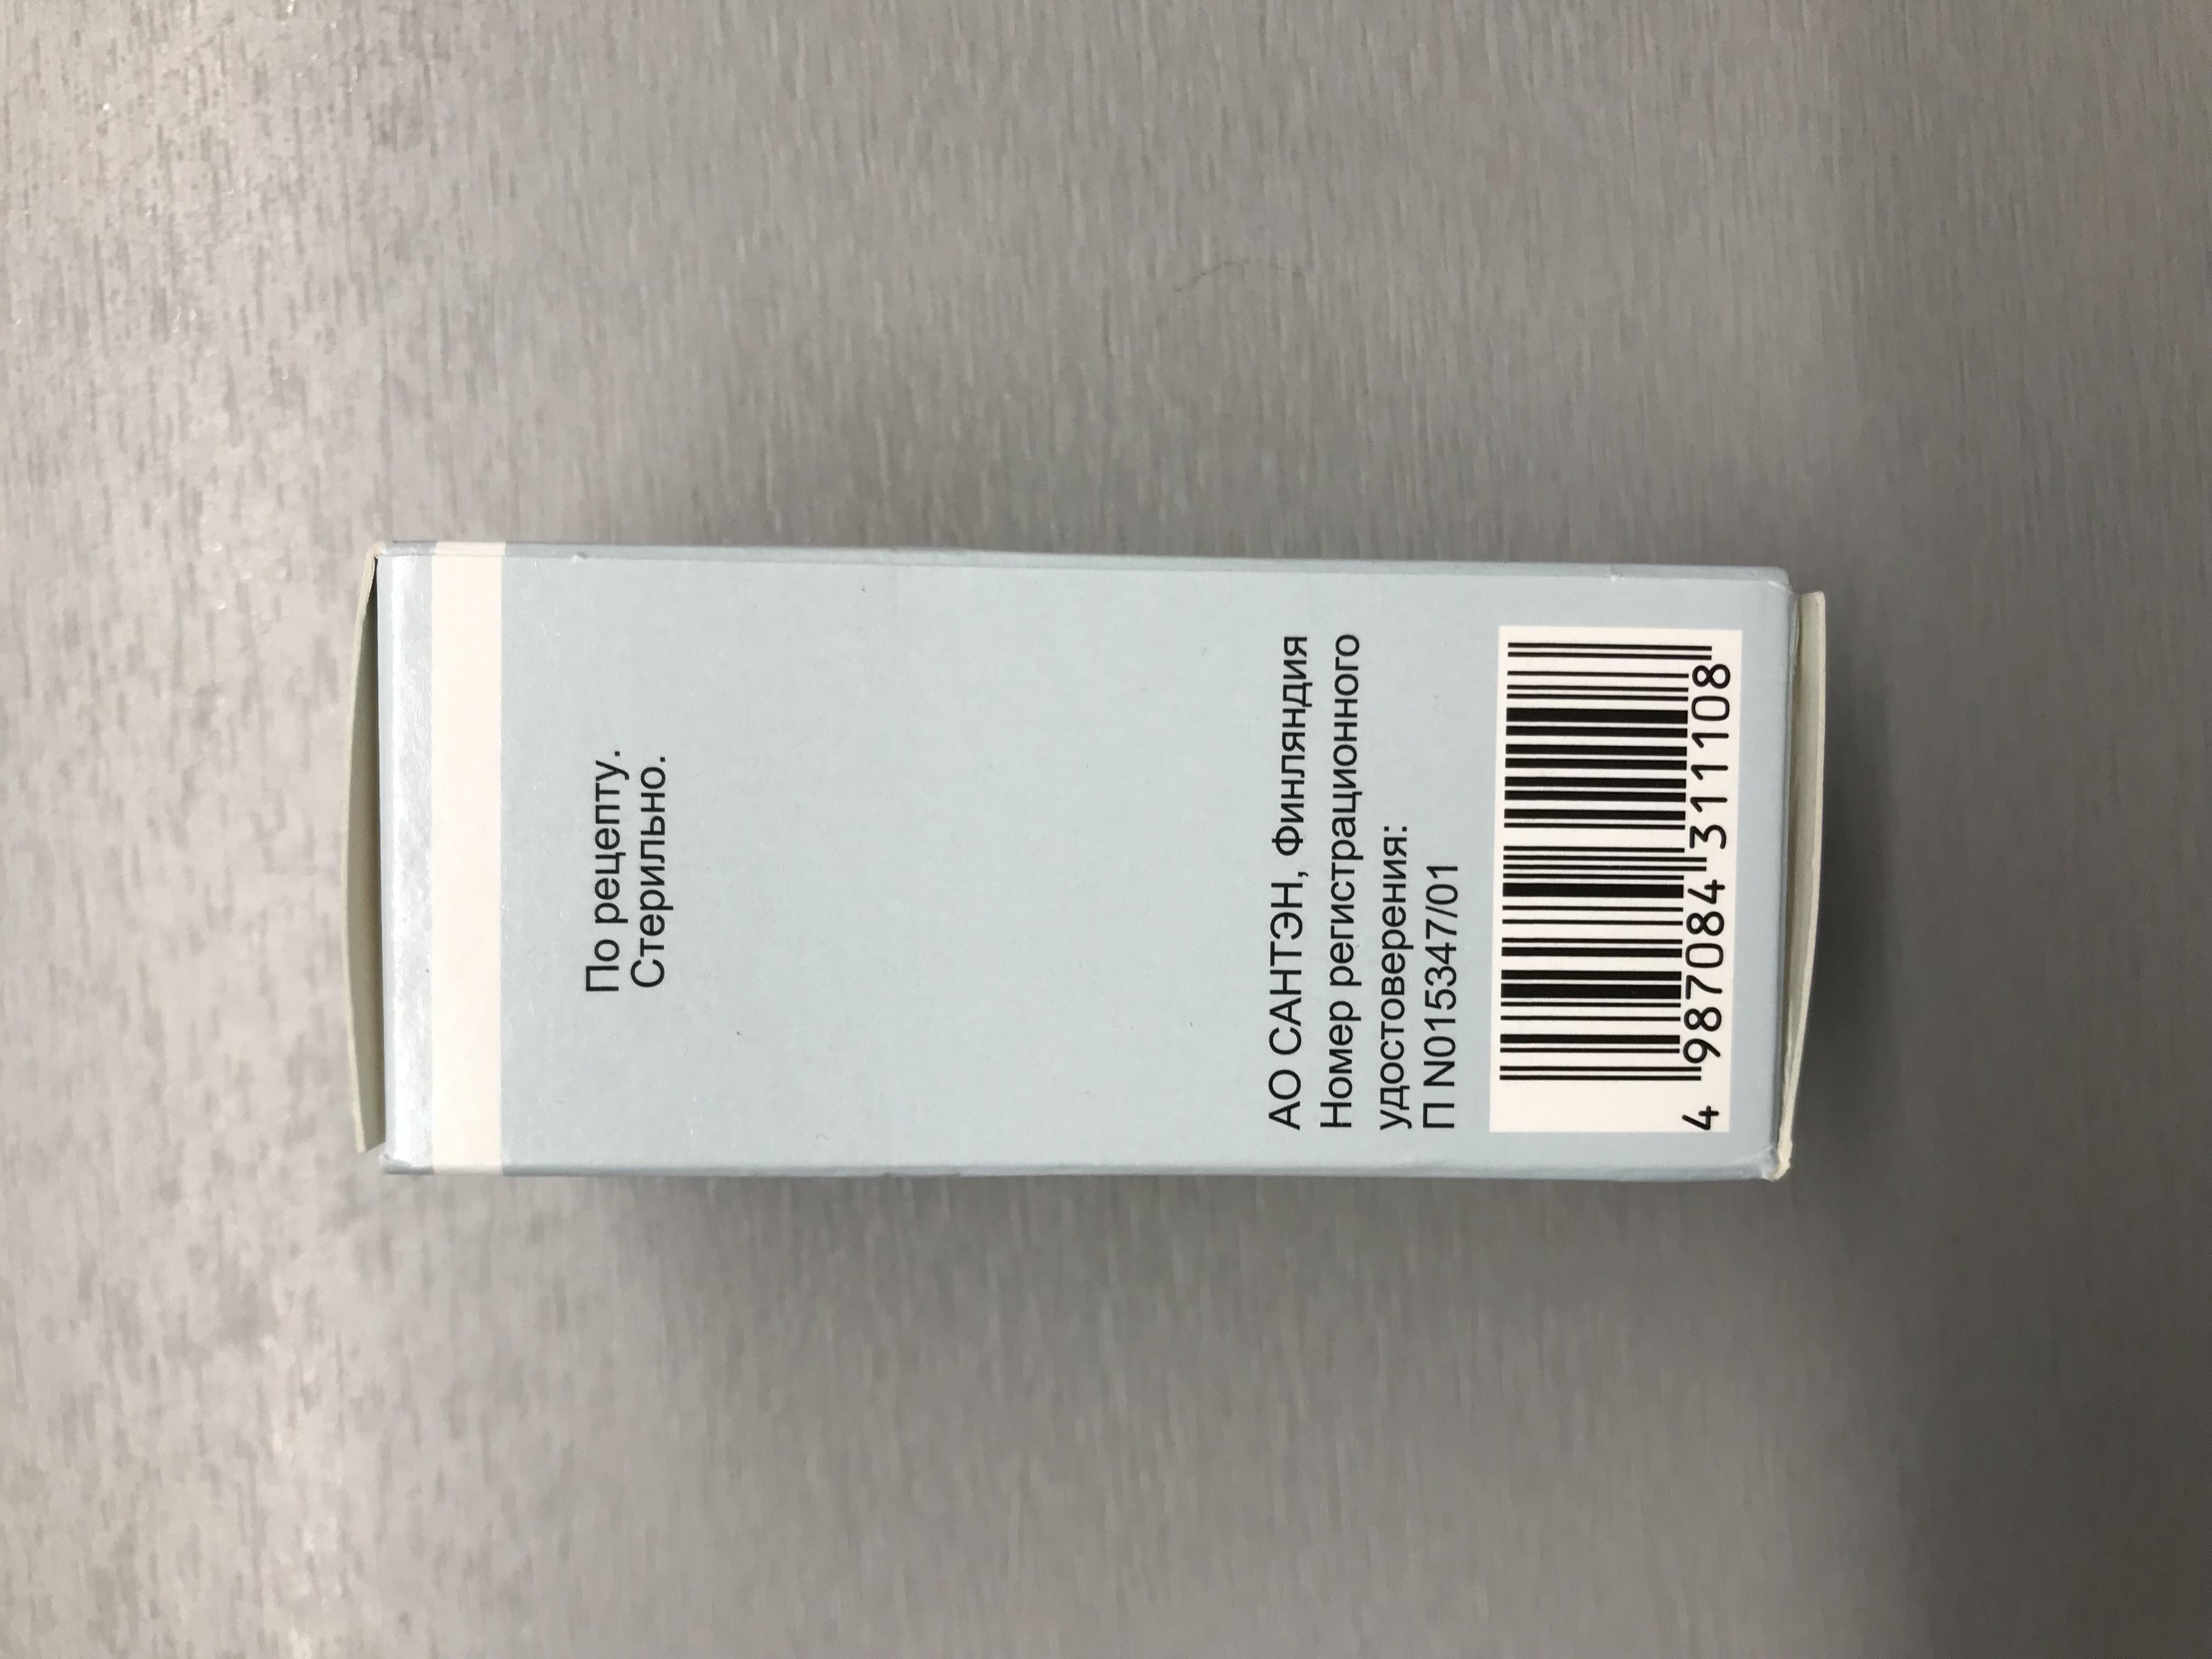 По рецепту.
Стерильно.
АО САНТЭН, Финляндия
Номер регистрационного
удостоверения:
П N015347/01
4 987084 311108